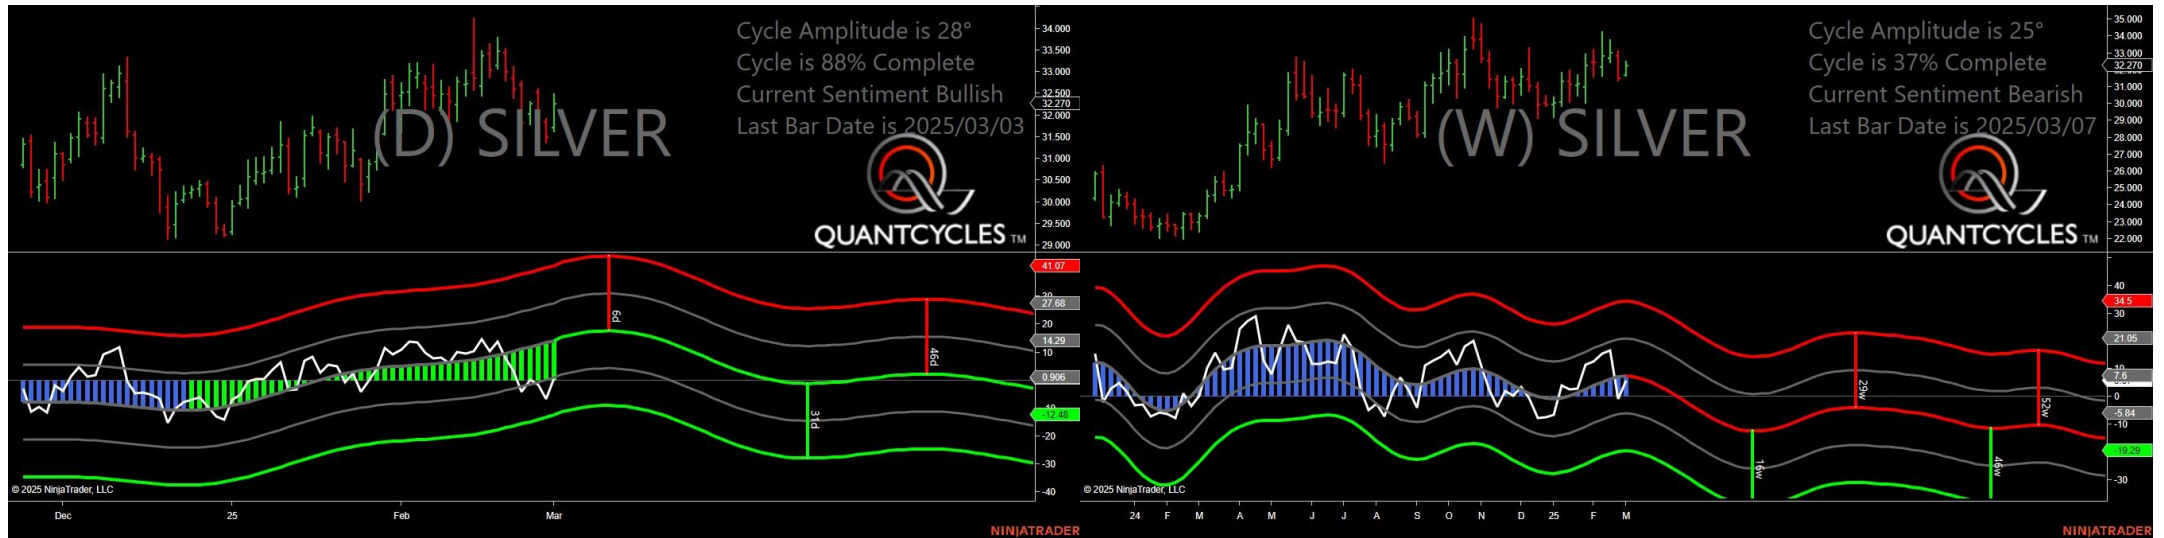 Cycle Amplitude is 28°
Cycle is 88% Complete
Current Sentiment Bullish
Last Bar Date is 2025/03/03
(D) SILVER
QUANTCYCLES TM
34.000
33.500
33.000
32.500
32.270
32.000
31.500
31.000
30.500
30.000
29.500
29.000
41.07
27.68
20
14.29
10
0.906
-12.48
-20
-30
-40
6d
31d
46d
© 2025 NinjaTrader, LLC
Dec
25
Feb
Mar
NINJATRADER
Cycle Amplitude is 25°
Cycle is 37% Complete
Current Sentiment Bearish
Last Bar Date is 2025/03/07
(W) SILVER
QUANTCYCLES TM
35.000
34.000
33.000
32.270
31.000
30.000
29.000
28.000
27.000
26.000
25.000
24.000
23.000
22.000
40
34.5
30
21.05
7.6
0
-5.84
-10
-19.29
-30
16w
29w
46w
52w
© 2025 NinjaTrader, LLC
24 F M A M J J A S O N D 25 F M
NINJATRADER